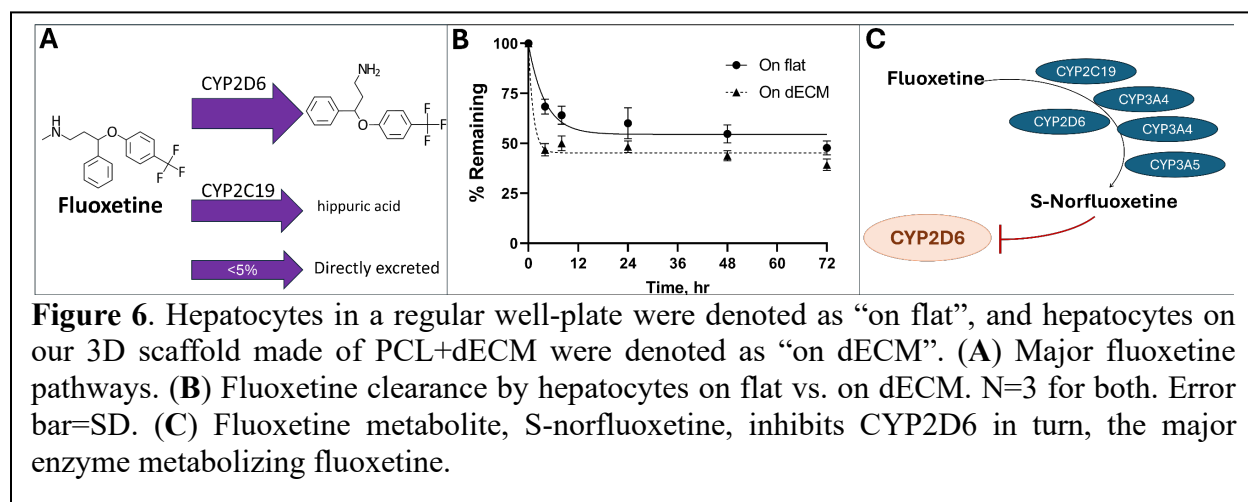 A
CYP2D6
NH₂
O
F
F
F
H
N
O
F
F
F
Fluoxetine
CYP2C19
hippuric acid
<5%
Directly excreted
B
% Remaining
100
75
50
25
0
0 12 24 36 48 60 72
Time, hr
On flat
On dECM
C
Fluoxetine
CYP2C19
CYP3A4
CYP2D6
CYP3A4
CYP3A5
S-Norfluoxetine
CYP2D6
Figure 6. Hepatocytes in a regular well-plate were denoted as “on flat”, and hepatocytes on
our 3D scaffold made of PCL+dECM were denoted as “on dECM”. (A) Major fluoxetine
pathways. (B) Fluoxetine clearance by hepatocytes on flat vs. on dECM. N=3 for both. Error
bar=SD. (C) Fluoxetine metabolite, S-norfluoxetine, inhibits CYP2D6 in turn, the major
enzyme metabolizing fluoxetine.